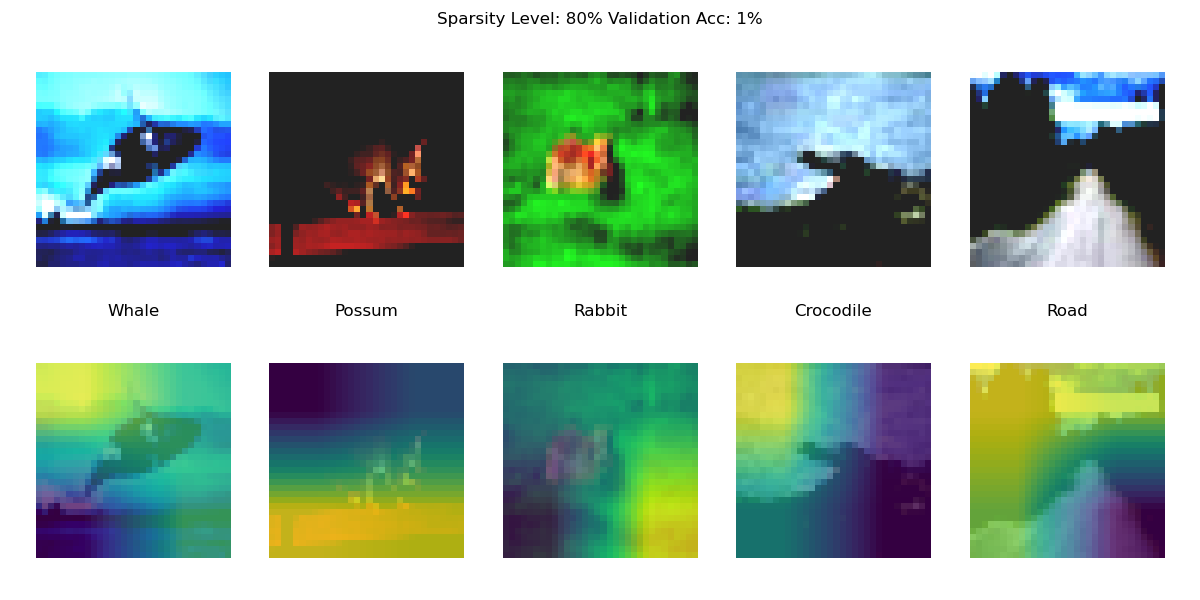 Sparsity Level: 80% Validation Acc: 1%
Whale
Possum
Rabbit
Crocodile
Road